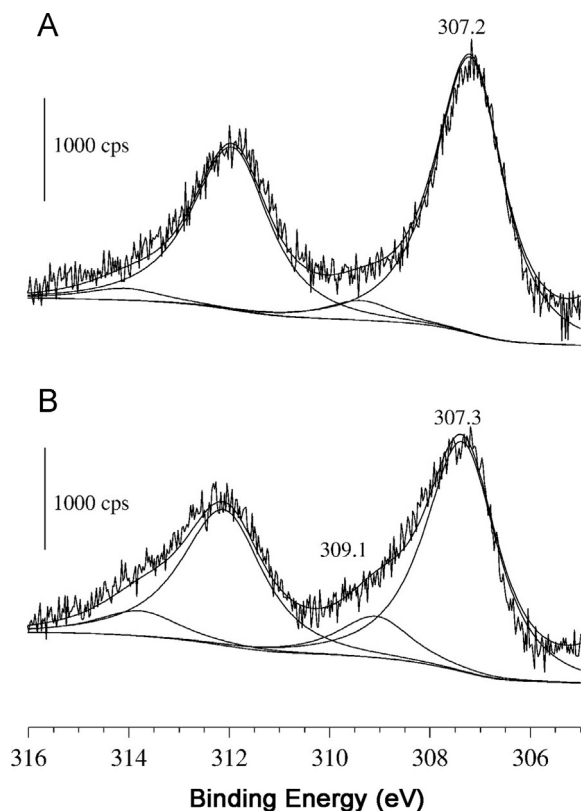 A
307.2
1000 cps
B
307.3
1000 cps
309.1
316 314 312 310 308 306
Binding Energy (eV)